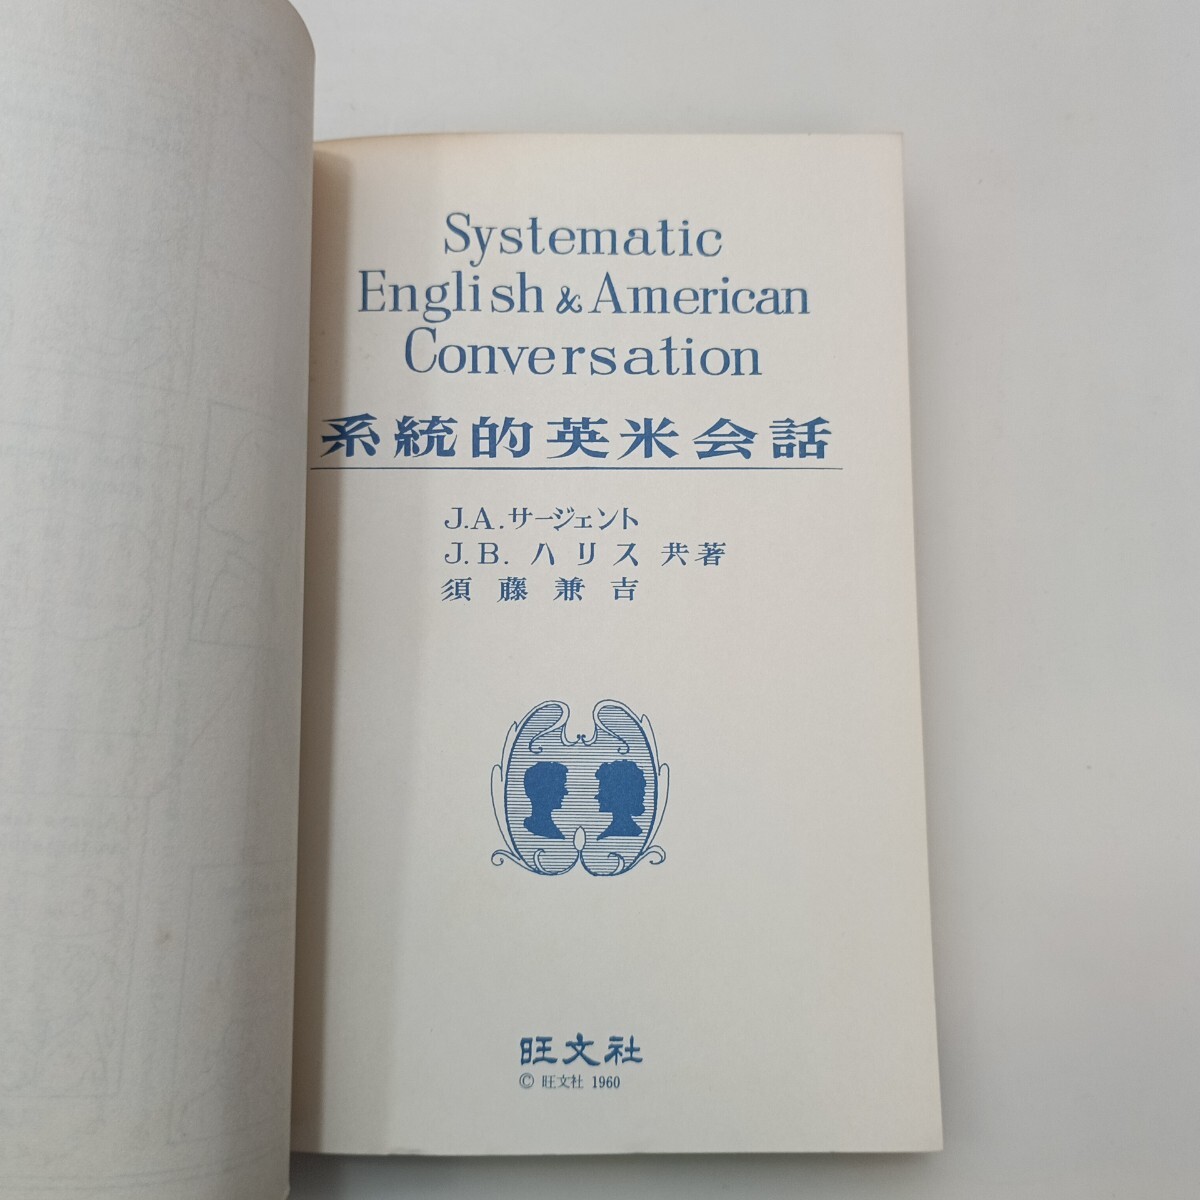 Systematic
English & American
Conversation
系統的英米会話
J.A.サージェント
J.B. ハリス 共著
須藤兼吉
旺文社
© 旺文社 1960